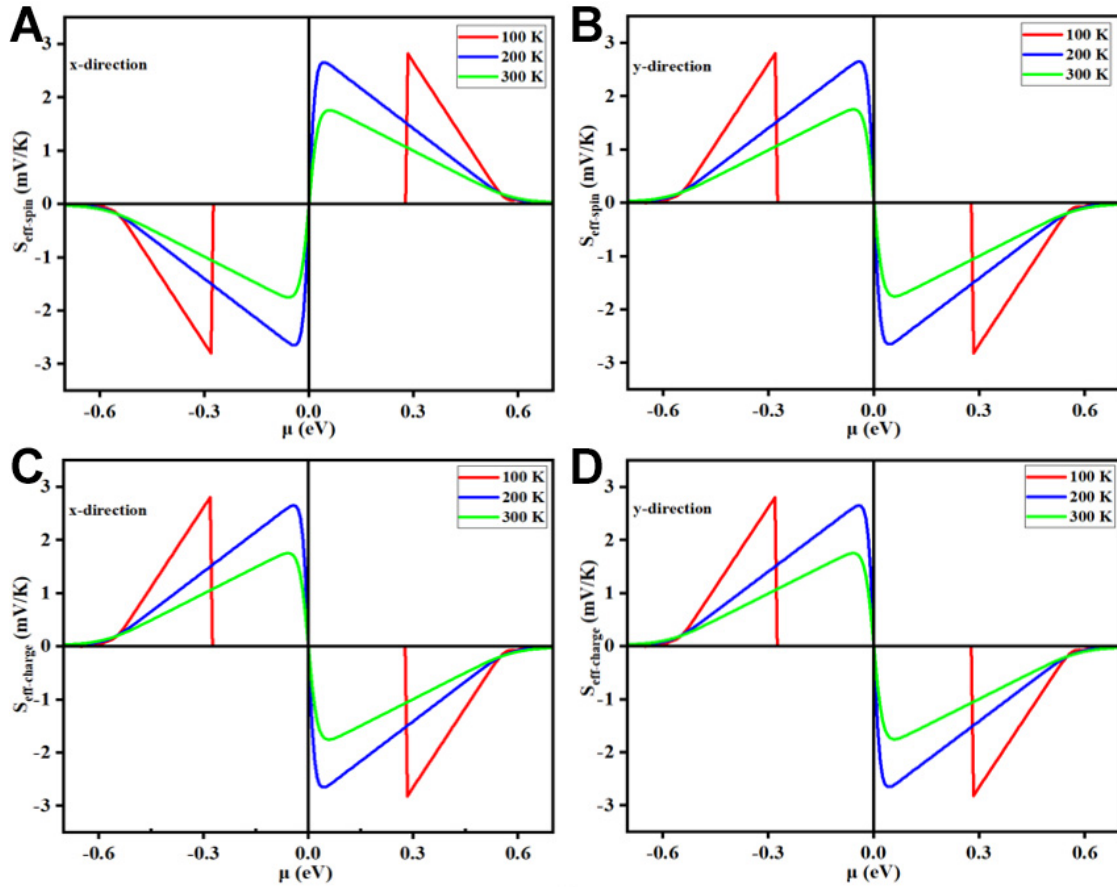 A
x-direction
100 K
200 K
300 K
S_eff-spin (mV/K)
3
2
1
0
-1
-2
-3
-0.6 -0.3 0.0 0.3 0.6
μ (eV)
B
y-direction
100 K
200 K
300 K
S_eff-spin (mV/K)
3
2
1
0
-1
-2
-3
-0.6 -0.3 0.0 0.3 0.6
μ (eV)
C
x-direction
100 K
200 K
300 K
S_eff-charge (mV/K)
3
2
1
0
-1
-2
-3
-0.6 -0.3 0.0 0.3 0.6
μ (eV)
D
y-direction
100 K
200 K
300 K
S_eff-charge (mV/K)
3
2
1
0
-1
-2
-3
-0.6 -0.3 0.0 0.3 0.6
μ (eV)